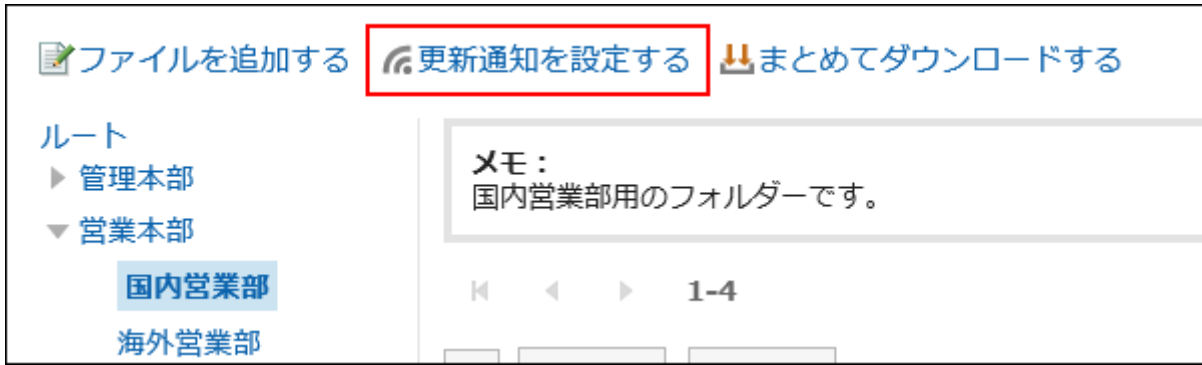 ファイルを追加する 更新通知を設定する まとめてダウンロードする
ルート
管理本部
営業本部
国内営業部
海外営業部
メモ:
国内営業部用のフォルダーです。
1-4